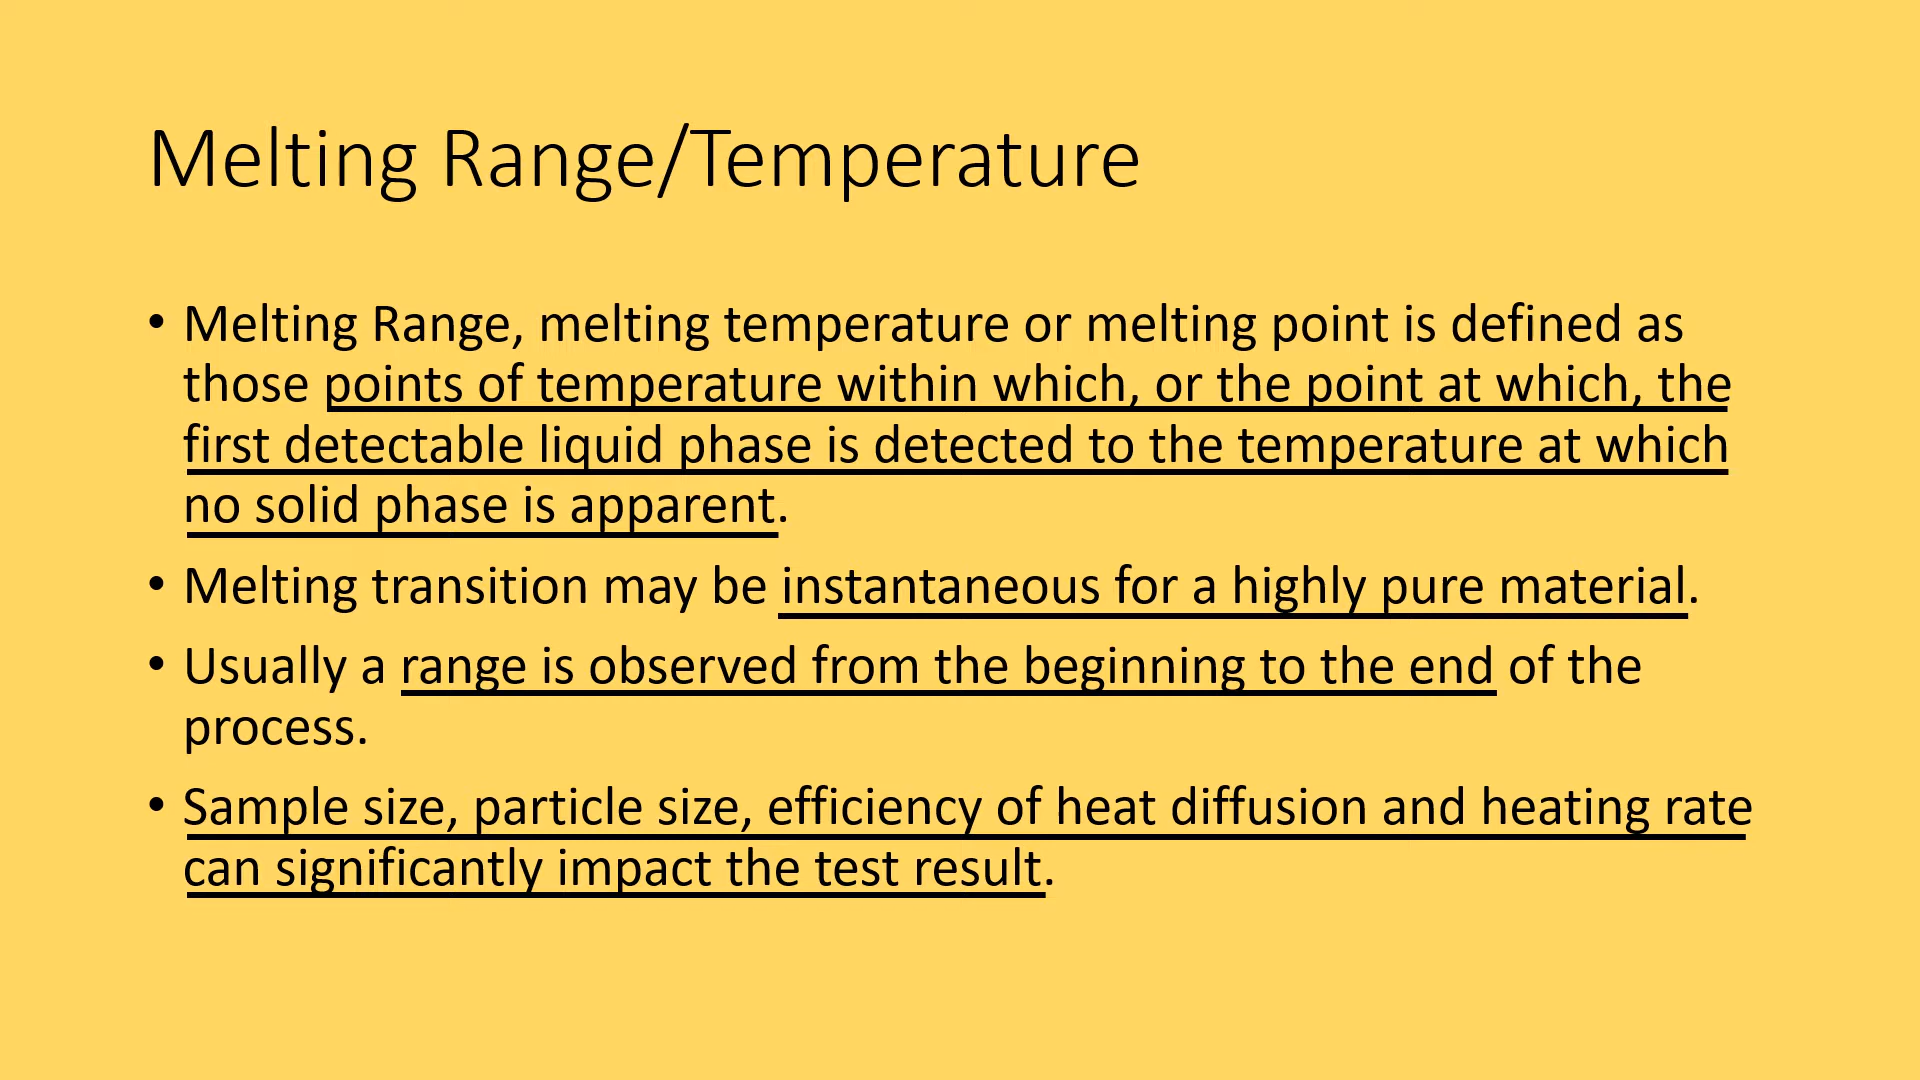 Melting Range/Temperature
• Melting Range, melting temperature or melting point is defined as
those points of temperature within which, or the point at which, the
first detectable liquid phase is detected to the temperature at which
no solid phase is apparent.
• Melting transition may be instantaneous for a highly pure material.
• Usually a range is observed from the beginning to the end of the
process.
• Sample size, particle size, efficiency of heat diffusion and heating rate
can significantly impact the test result.